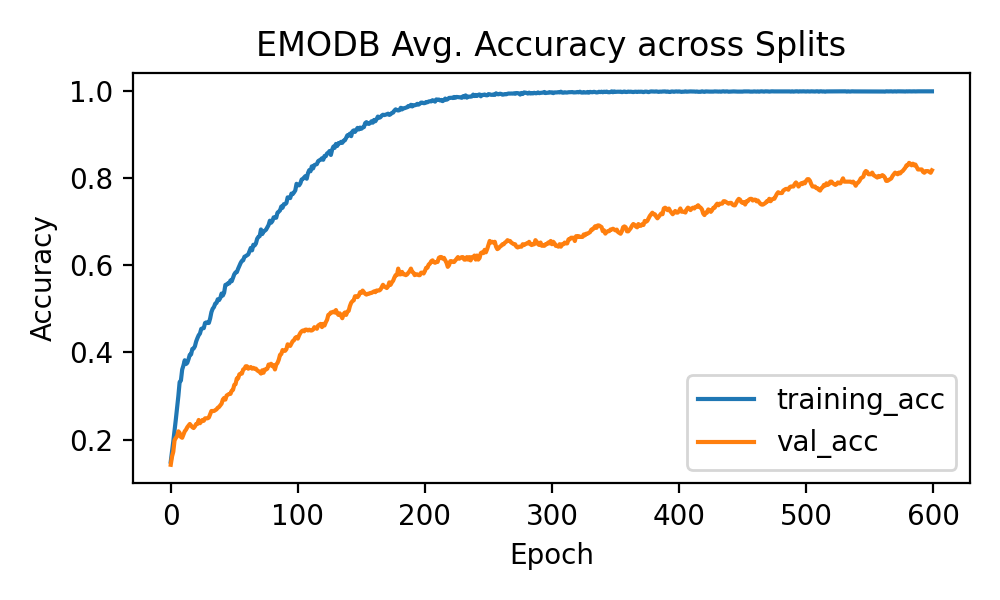 EMODB Avg. Accuracy across Splits
1.0
0.8
0.6
0.4
0.2
Accuracy
training_acc
val_acc
0 100 200 300 400 500 600
Epoch